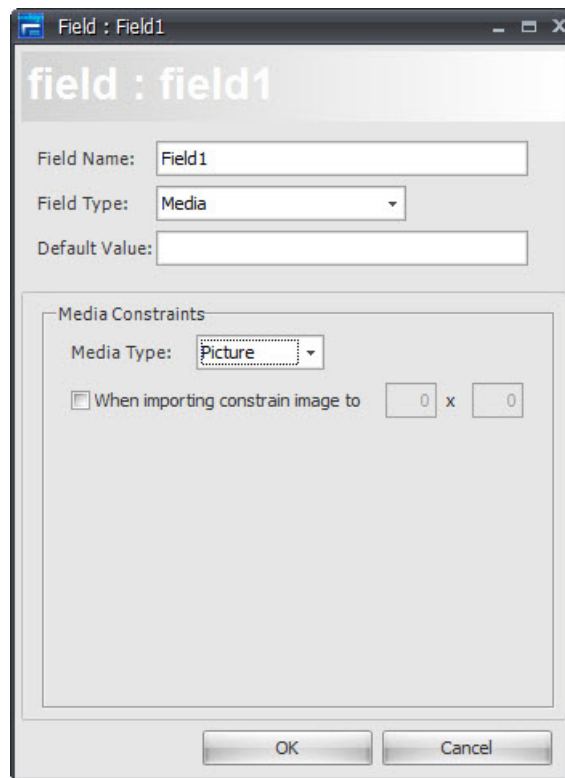 Field : Field1
field : field1
Field Name: Field1
Field Type: Media
Default Value:
Media Constraints
Media Type: Picture
When importing constrain image to 0 x 0
OK Cancel